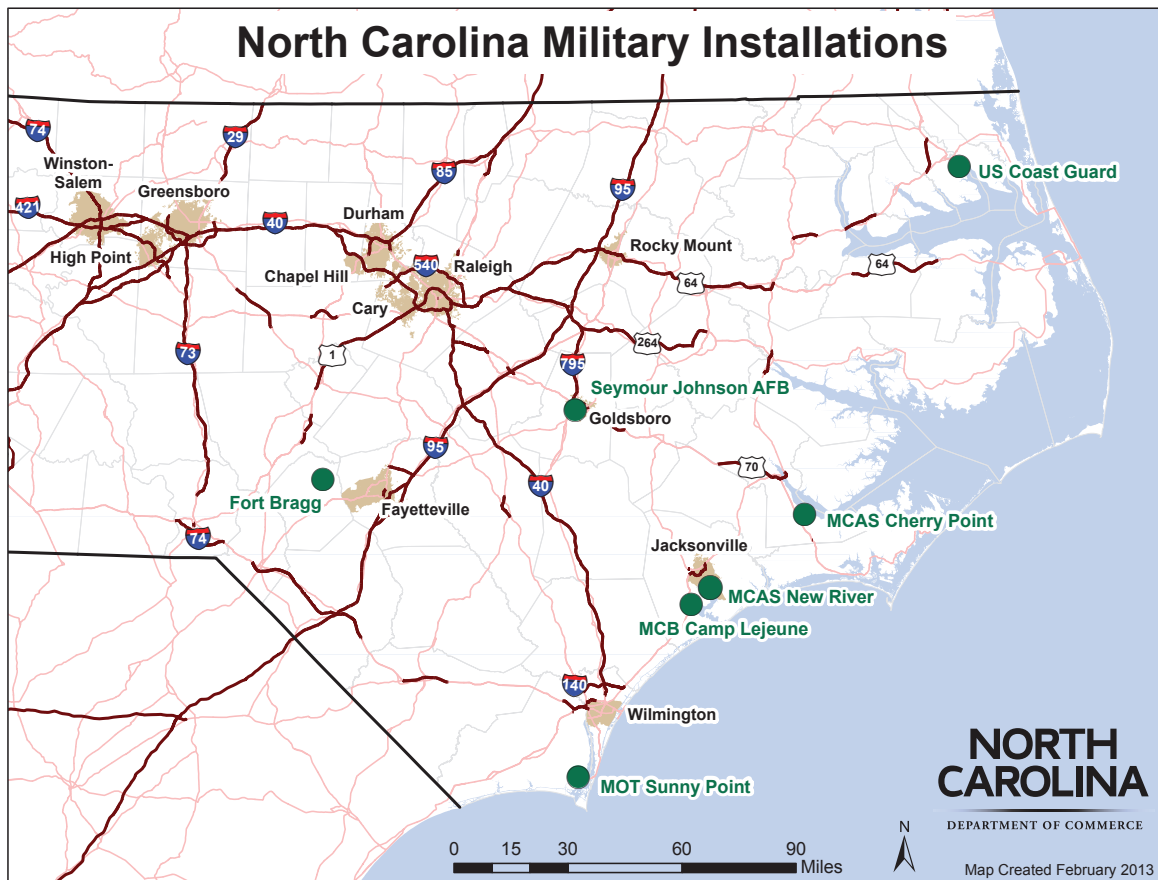 North Carolina Military Installations
74
29
Winston-
Salem
Greensboro
85
95
US Coast Guard
421
40
Durham
High Point
Chapel Hill
540
Raleigh
Rocky Mount
64
64
Cary
73
1
264
795
Seymour Johnson AFB
Goldsboro
95
70
Fort Bragg
40
Fayetteville
MCAS Cherry Point
74
Jacksonville
MCAS New River
MCB Camp Lejeune
140
Wilmington
MOT Sunny Point
NORTH
CAROLINA
DEPARTMENT OF COMMERCE
N
0 15 30 60 90
Miles
Map Created February 2013